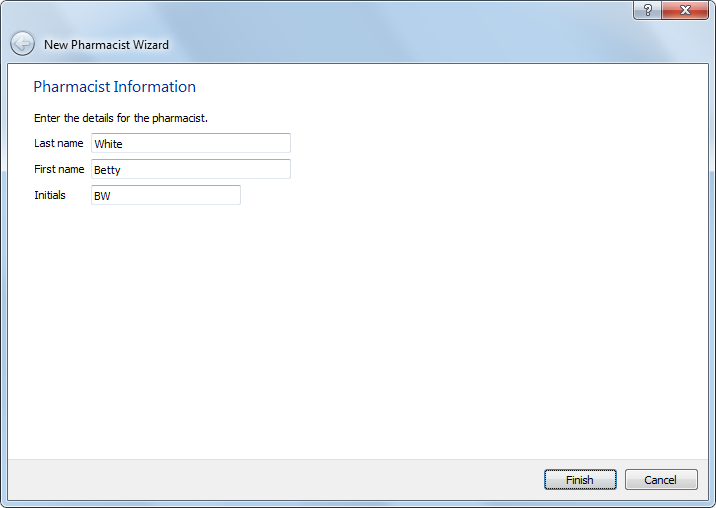 ?
New Pharmacist Wizard
Pharmacist Information
Enter the details for the pharmacist.
Last name White
First name Betty
Initials BW
Finish Cancel